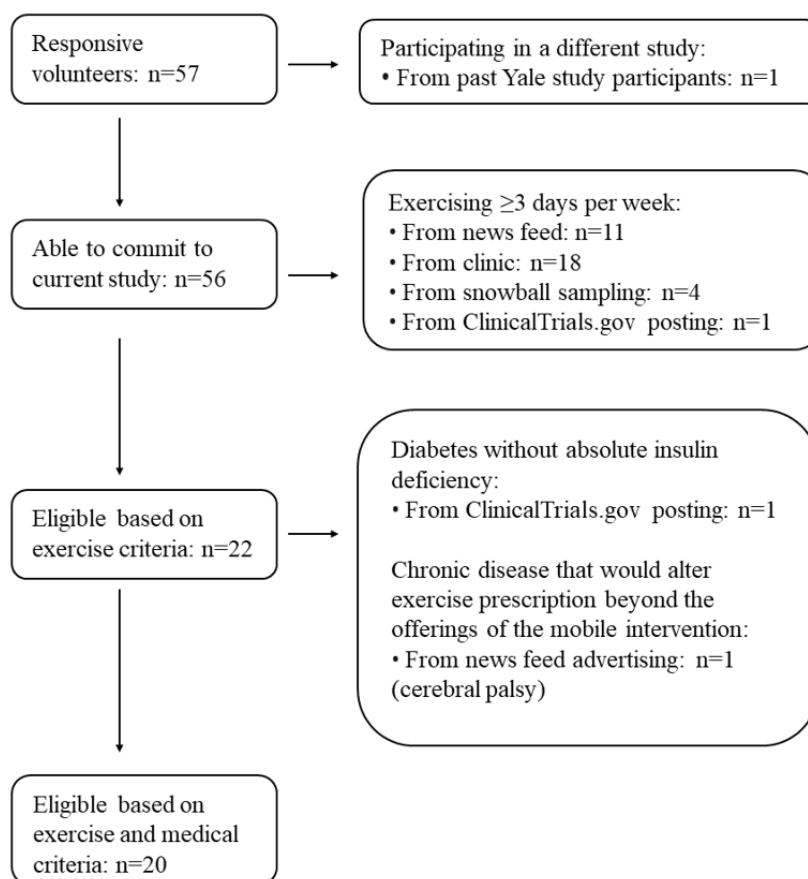 Responsive
volunteers: n=57
Participating in a different study:
• From past Yale study participants: n=1
Able to commit to
current study: n=56
Exercising ≥3 days per week:
• From news feed: n=11
• From clinic: n=18
• From snowball sampling: n=4
• From ClinicalTrials.gov posting: n=1
Eligible based on
exercise criteria: n=22
Diabetes without absolute insulin
deficiency:
• From ClinicalTrials.gov posting: n=1
Chronic disease that would alter
exercise prescription beyond the
offerings of the mobile intervention:
• From news feed advertising: n=1
(cerebral palsy)
Eligible based on
exercise and medical
criteria: n=20